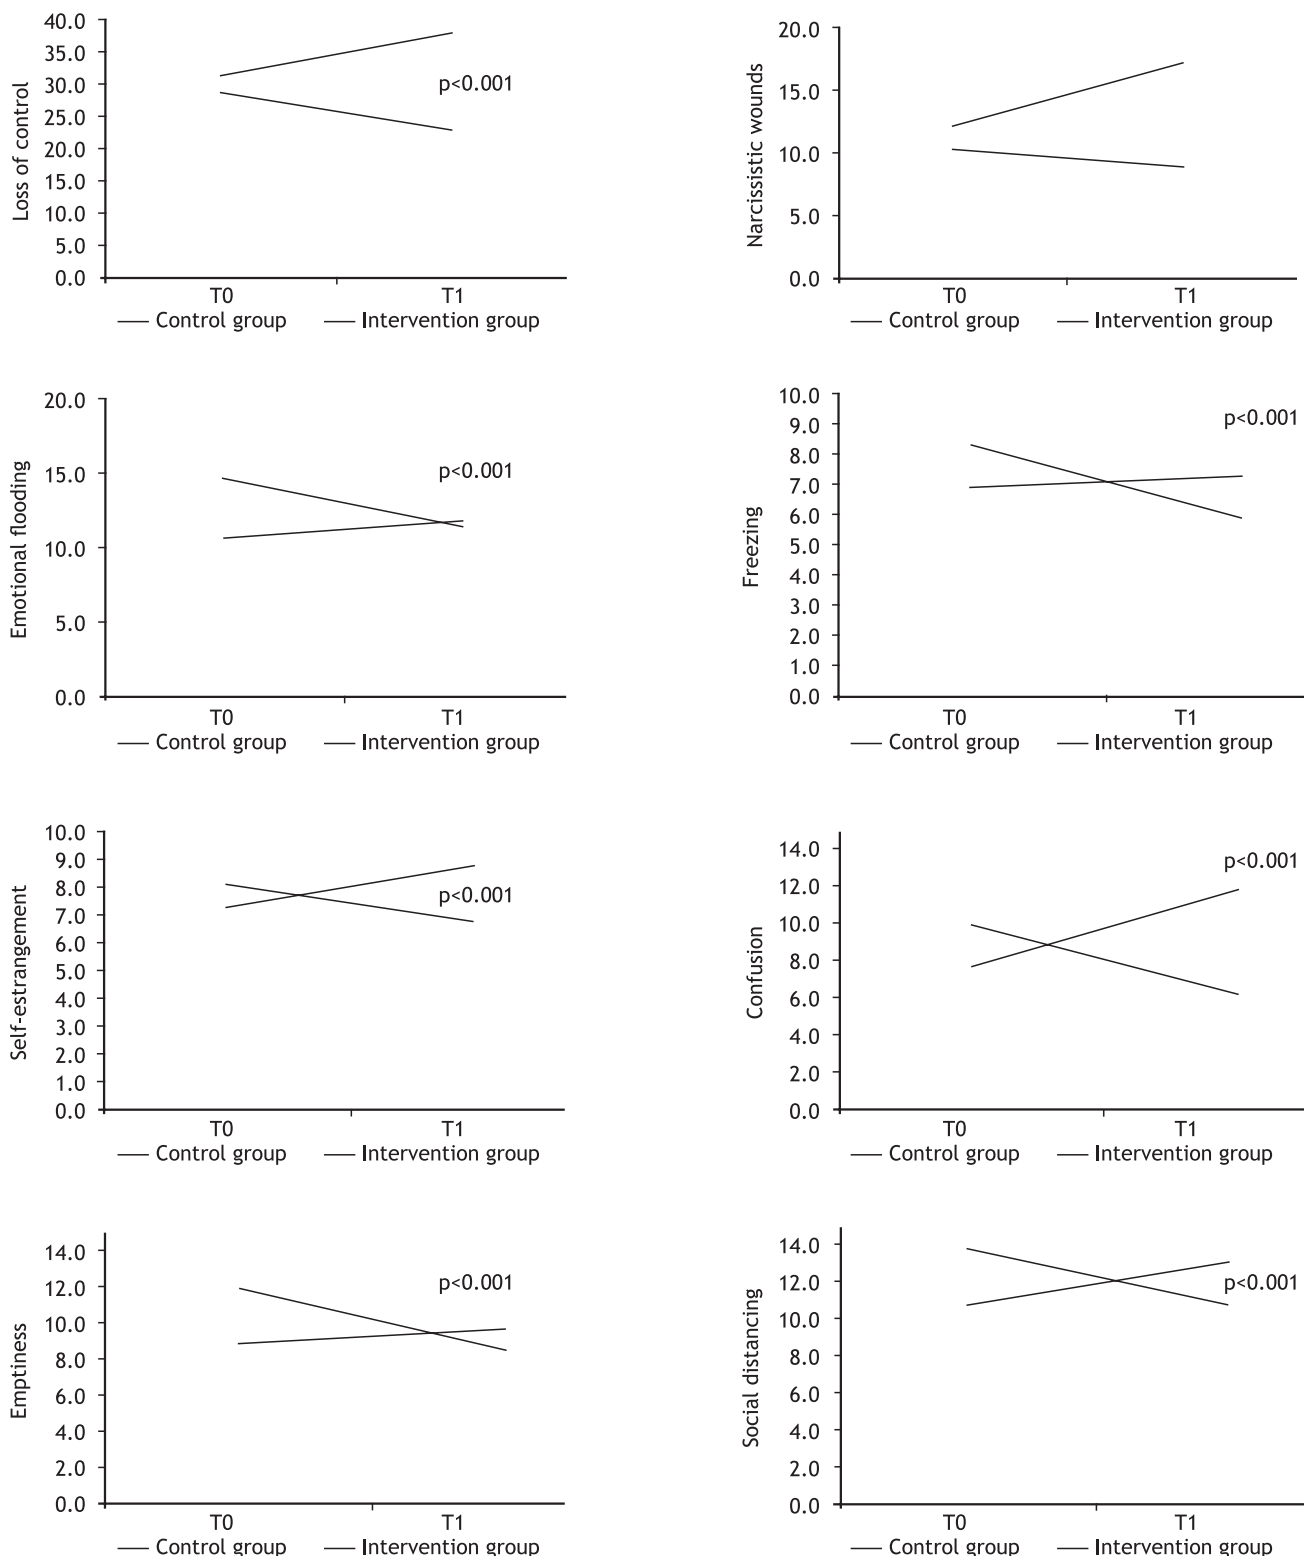 Loss of control
40.0
35.0
30.0
25.0
20.0
15.0
10.0
5.0
0.0
p<0.001
T0 T1
Control group Intervention group
Narcissistic wounds
20.0
15.0
10.0
5.0
0.0
T0 T1
Control group Intervention group
Emotional flooding
20.0
15.0
10.0
5.0
0.0
p<0.001
T0 T1
Control group Intervention group
Freezing
10.0
9.0
8.0
7.0
6.0
5.0
4.0
3.0
2.0
1.0
0.0
p<0.001
T0 T1
Control group Intervention group
Self-estrangement
10.0
9.0
8.0
7.0
6.0
5.0
4.0
3.0
2.0
1.0
0.0
p<0.001
T0 T1
Control group Intervention group
Confusion
14.0
12.0
10.0
8.0
6.0
4.0
2.0
0.0
p<0.001
T0 T1
Control group Intervention group
Emptiness
14.0
12.0
10.0
8.0
6.0
4.0
2.0
0.0
p<0.001
T0 T1
Control group Intervention group
Social distancing
14.0
12.0
10.0
8.0
6.0
4.0
2.0
0.0
p<0.001
T0 T1
Control group Intervention group